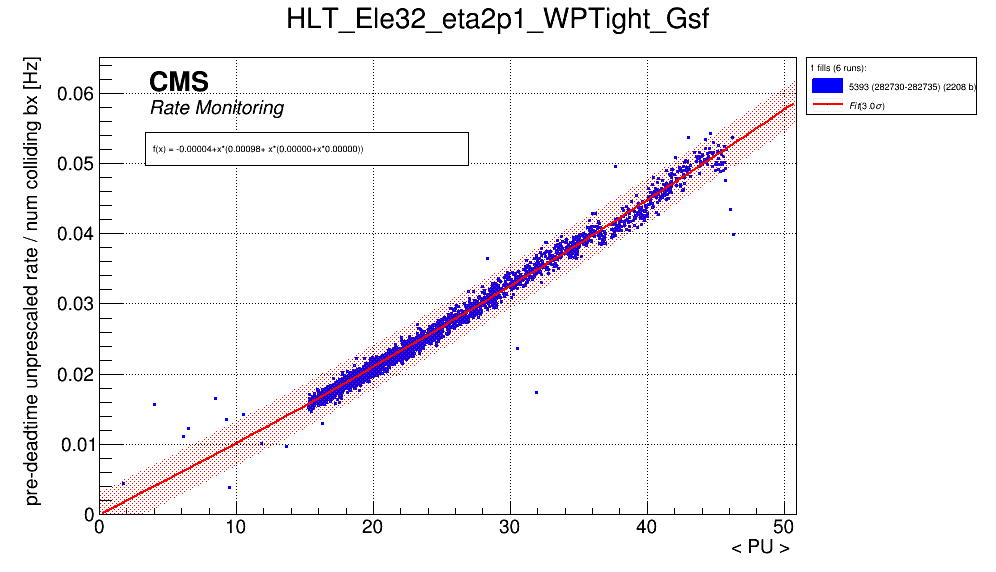 HLT_Ele32_eta2p1_WPTight_Gsf
pre-deadtime unprescaled rate / num colliding bx [Hz]
CMS
Rate Monitoring
f(x) = -0.00004+x*(0.00098+ x*(0.00000+x*0.00000))
1 fills (6 runs):
5393 (282730-282735) (2208 b)
Fit(3.0σ)
0.06
0.05
0.04
0.03
0.02
0.01
0
0 10 20 30 40 50
< PU >